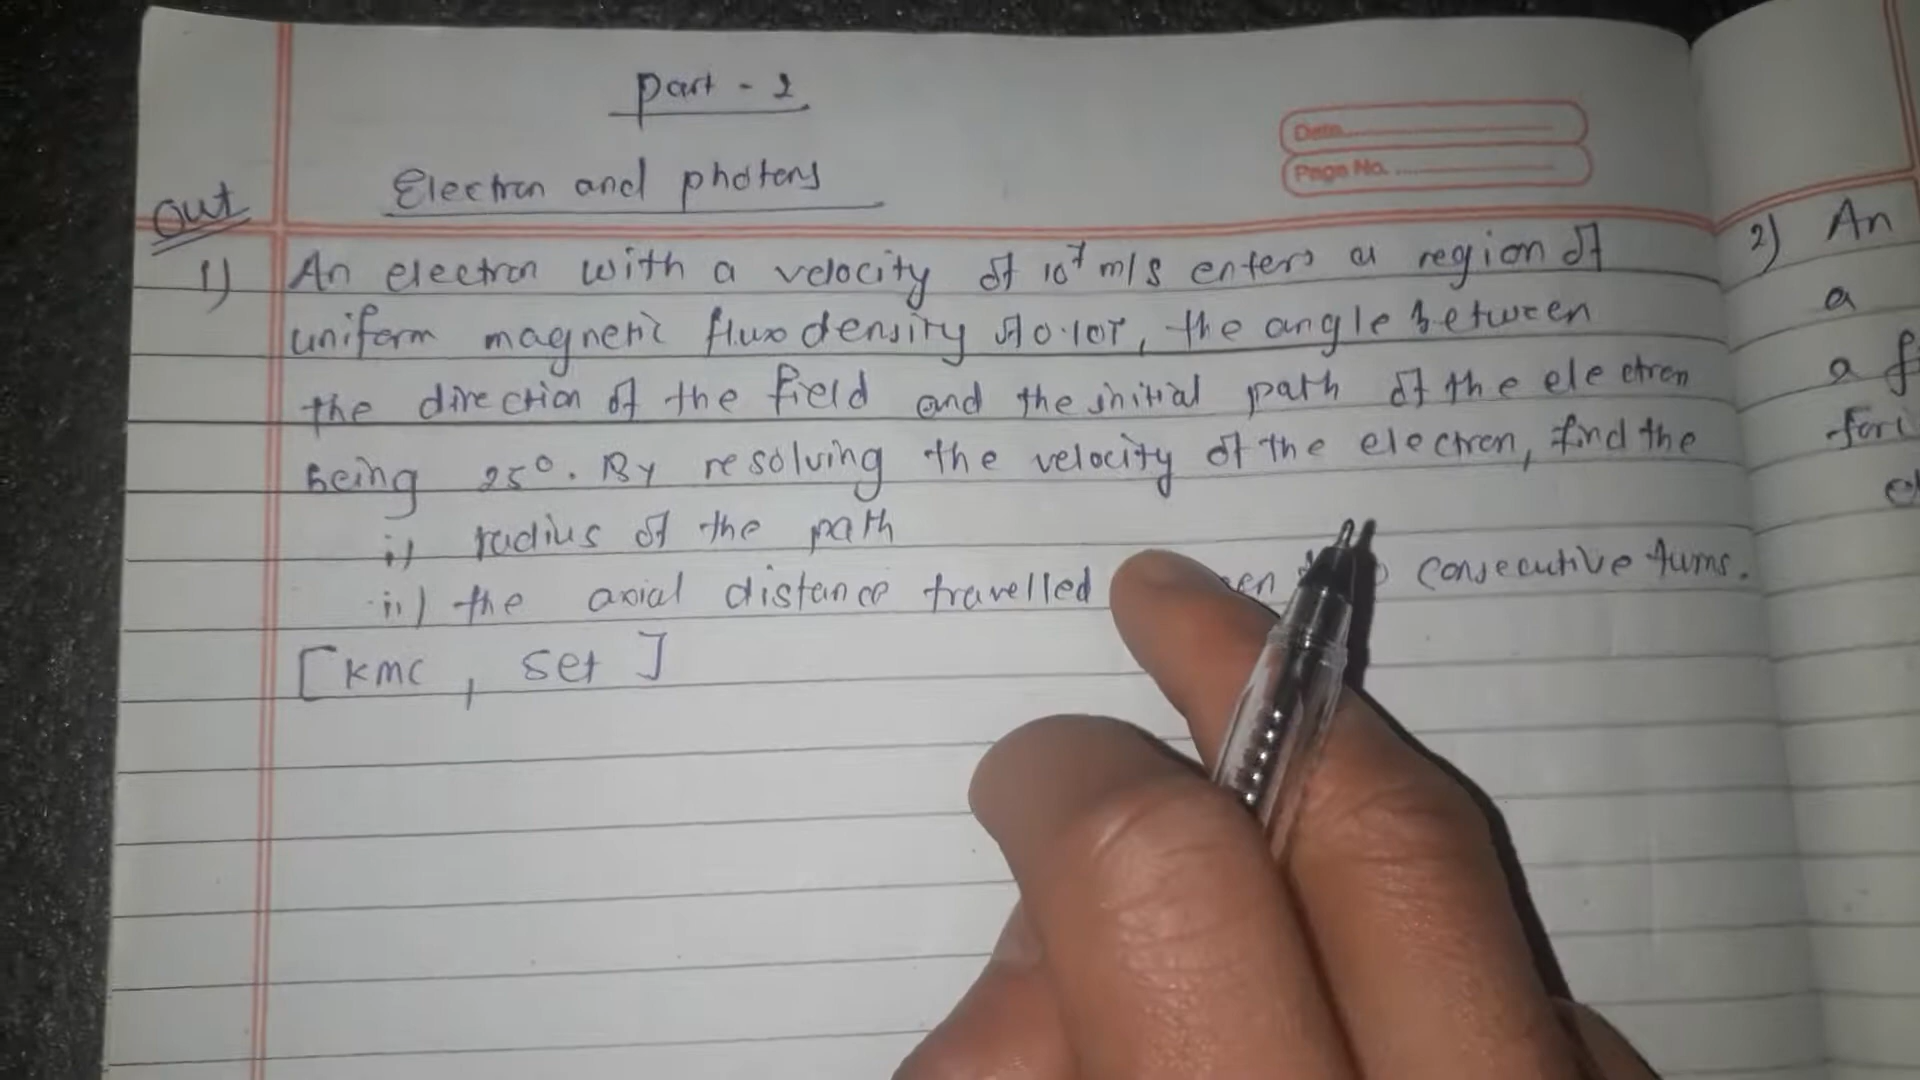 Part - 2
Date
Page No.
Electron and photons
Out
1) An electron with a velocity of 10⁷ m/s enters a region of
uniform magnetic flux density of 0.10T, the angle between
the direction of the field and the initial path of the electron
being 25°. By resolving the velocity of the electron, find the
i) radius of the path
ii) the axial distance travelled consecutive turns.
[KMC, set]
2) An
a
a